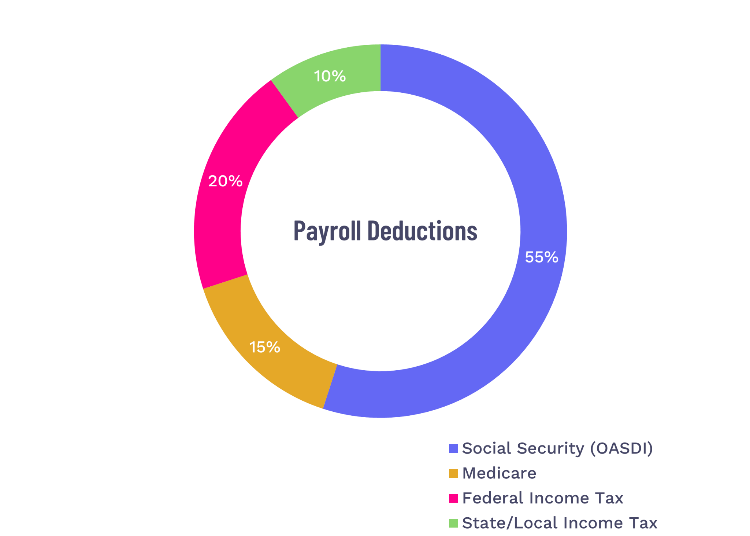 10%
20%
Payroll Deductions
55%
15%
Social Security (OASDI)
Medicare
Federal Income Tax
State/Local Income Tax